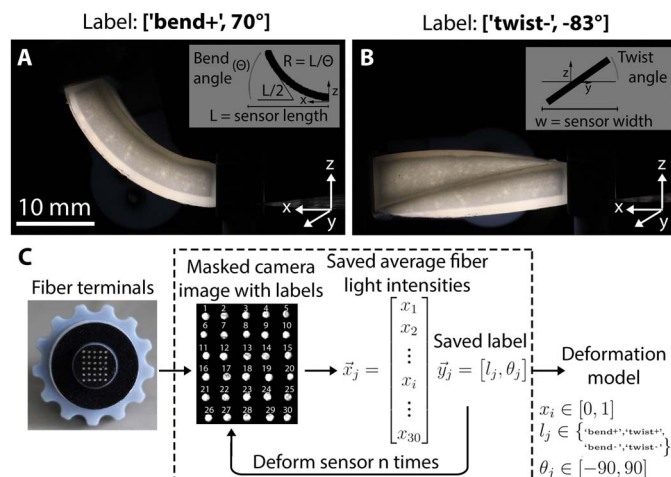 Label: ['bend+', 70°]
Label: ['twist-', -83°]
A
Bend
angle
(Θ)
R = L/Θ
L/2
z
x
L = sensor length
10 mm
z
x
y
B
Twist
angle
z
y
w = sensor width
z
x
y
C
Fiber terminals
Masked camera
image with labels
1 2 3 4 5
6 7 8 9 10
11 12 13 14 15
16 17 18 19 20
21 22 23 24 25
26 27 28 29 30
Saved average fiber
light intensities
x⃗ⱼ =
x₁
x₂
⋮
xᵢ
⋮
x₃₀
Saved label
y⃗ⱼ = [lⱼ, θⱼ]
Deform sensor n times
Deformation
model
xᵢ ∈ [0, 1]
lⱼ ∈ {'bend+','twist+',
'bend-','twist-'}
θⱼ ∈ [−90, 90]